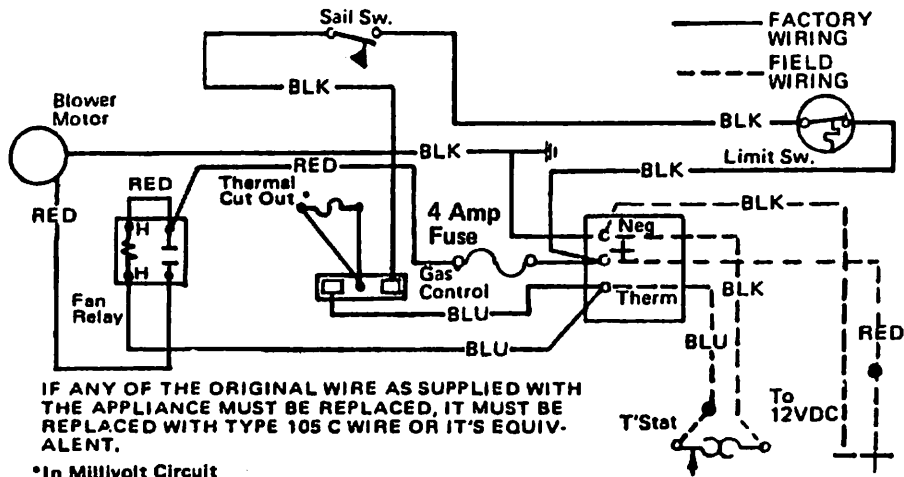 Sail Sw.
FACTORY
WIRING
FIELD
WIRING
BLK
Blower
Motor
BLK
Limit Sw.
BLK
RED
BLK
RED
Thermal
Cut Out*
RED
4 Amp
Fuse
BLK
Neg
+
H
H
Gas
Control
Therm
BLK
Fan
Relay
BLU
BLU
BLU
RED
IF ANY OF THE ORIGINAL WIRE AS SUPPLIED WITH
THE APPLIANCE MUST BE REPLACED, IT MUST BE
REPLACED WITH TYPE 105 C WIRE OR IT'S EQUIV-
ALENT.
T'Stat
To
12VDC
*In Millivolt Circuit